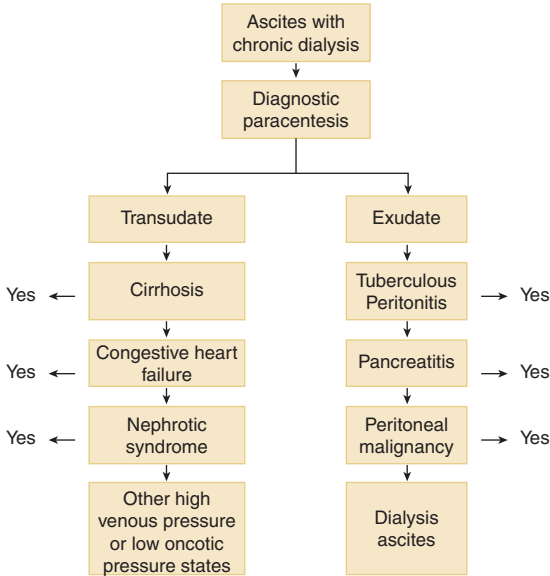 Ascites with
chronic dialysis
Diagnostic
paracentesis
Transudate
Exudate
Yes
Cirrhosis
Tuberculous
Peritonitis
Yes
Yes
Congestive heart
failure
Pancreatitis
Yes
Yes
Nephrotic
syndrome
Peritoneal
malignancy
Yes
Other high
venous pressure
or low oncotic
pressure states
Dialysis
ascites